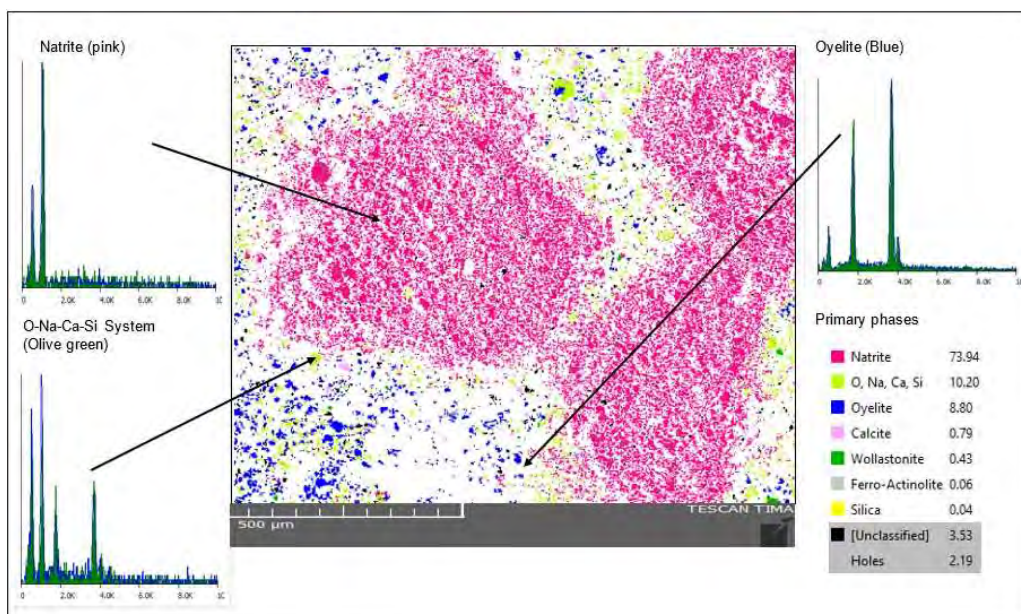 Natrite (pink)
2.0K 4.0K 6.0K 8.0K 1(
O-Na-Ca-Si System
(Olive green)
2.0K 4.0K 6.0K 8.0K 1(
500 µm
TESCAN TIMA
Oyelite (Blue)
2.0K 4.0K 6.0K 8.0K 1(
Primary phases
Natrite 73.94
O, Na, Ca, Si 10.20
Oyelite 8.80
Calcite 0.79
Wollastonite 0.43
Ferro-Actinolite 0.06
Silica 0.04
[Unclassified] 3.53
Holes 2.19